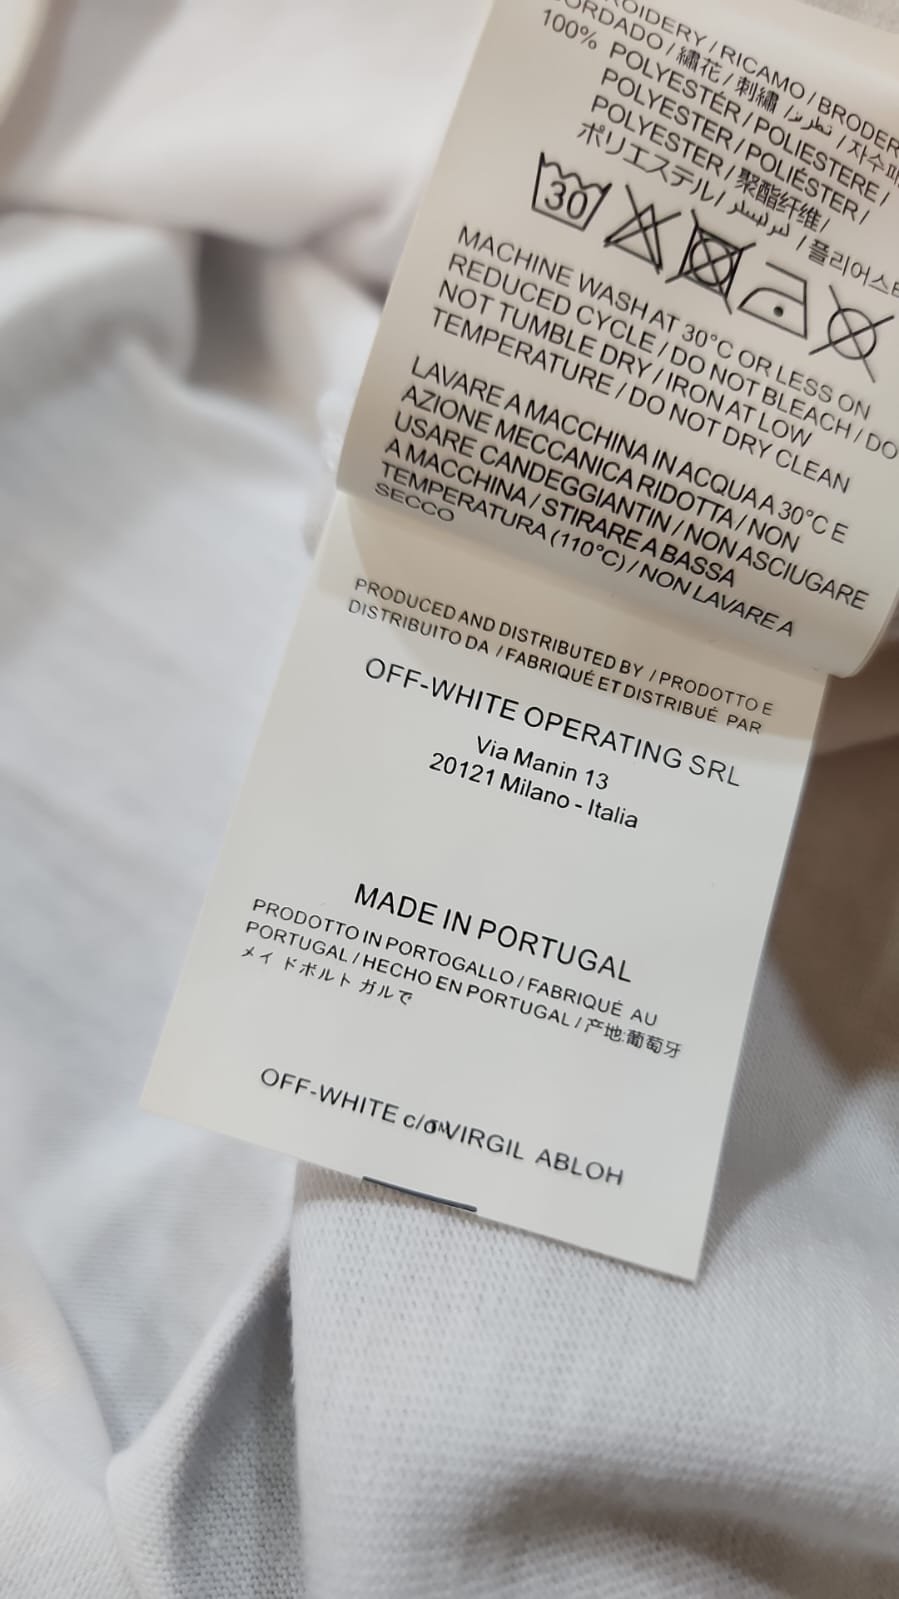 ROIDERY / RICAMO / BRODER
ORDADO / 繡花 / 刺繡 / تطريز / 자수
100% POLYESTER / POLIESTERE /
POLYESTER / POLIÉSTER /
POLYESTER / 聚酯纤维 /
ポリエステル / / 폴리어스
30
MACHINE WASH AT 30°C OR LESS ON
REDUCED CYCLE / DO NOT BLEACH / DO
NOT TUMBLE DRY / IRON AT LOW
TEMPERATURE / DO NOT DRY CLEAN
LAVARE A MACCHINA IN ACQUA A 30°C E
AZIONE MECCANICA RIDOTTA / NON
USARE CANDEGGIANTIN / NON ASCIUGARE
A MACCHINA / STIRARE A BASSA
TEMPERATURA (110°C) / NON LAVARE A
SECCO
PRODUCED AND DISTRIBUTED BY / PRODOTTO E
DISTRIBUITO DA / FABRIQUÉ ET DISTRIBUÉ PAR
OFF-WHITE OPERATING SRL
Via Manin 13
20121 Milano - Italia
MADE IN PORTUGAL
PRODOTTO IN PORTOGALLO / FABRIQUÉ AU
PORTUGAL / HECHO EN PORTUGAL / 产地:葡萄牙
メイ ドポルト ガルで
OFF-WHITE c/o™VIRGIL ABLOH